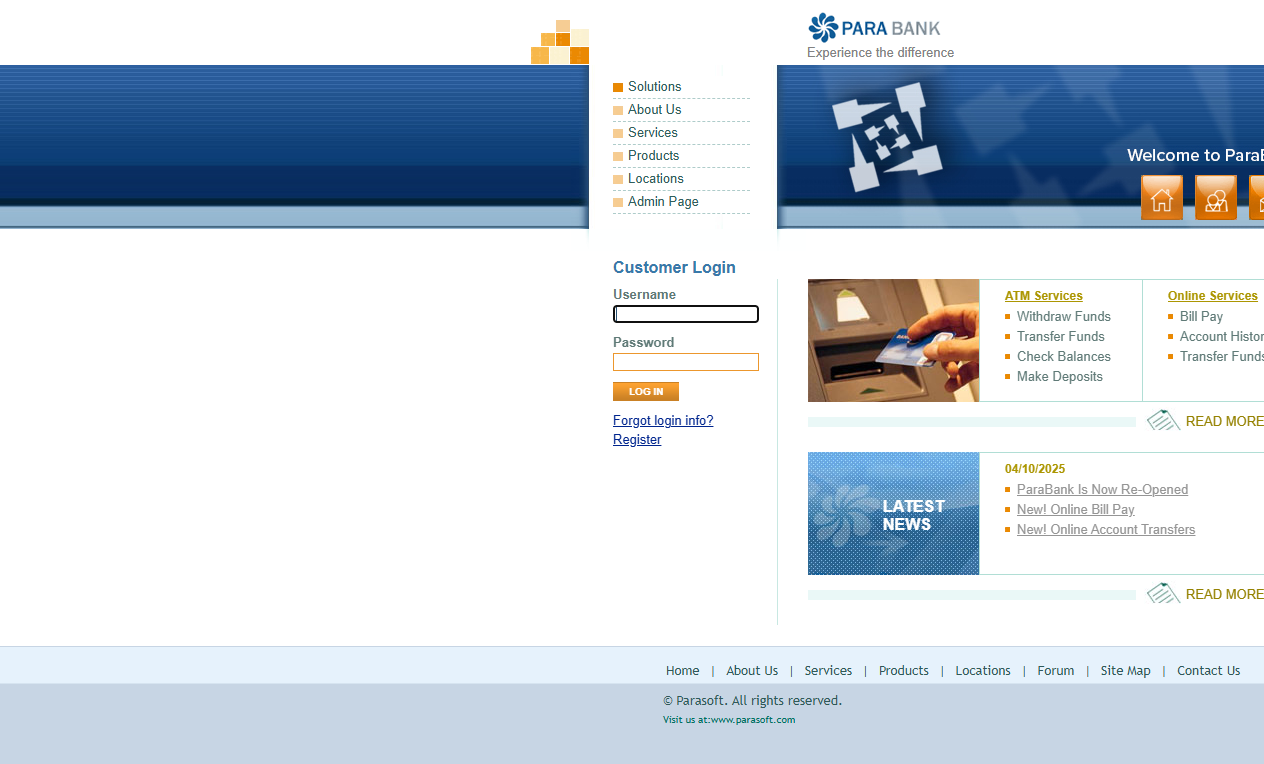 PARA BANK
Experience the difference
Solutions
About Us
Services
Products
Locations
Admin Page
Welcome to Para
Customer Login
Username
Password
LOG IN
Forgot login info?
Register
ATM Services
Withdraw Funds
Transfer Funds
Check Balances
Make Deposits
Online Services
Bill Pay
Account Histor
Transfer Funds
READ MORE
LATEST
NEWS
04/10/2025
ParaBank Is Now Re-Opened
New! Online Bill Pay
New! Online Account Transfers
READ MORE
Home | About Us | Services | Products | Locations | Forum | Site Map | Contact Us
© Parasoft. All rights reserved.
Visit us at:www.parasoft.com